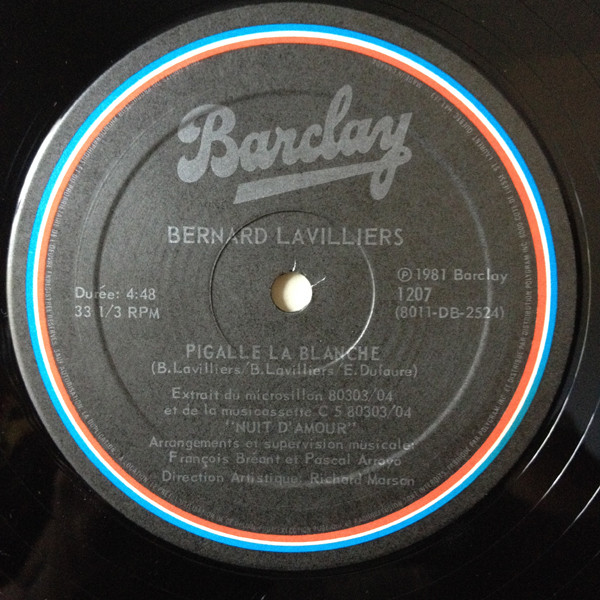 Barclay
BERNARD LAVILLIERS
℗ 1981 Barclay
Durée: 4:48
1207
33 1/3 RPM
(8011-DB-2524)
PIGALLE LA BLANCHE
(B. Lavilliers/B. Lavilliers/E. Dufaure)
Extrait du microsillon 80303/04
et de la musicassette C 5 80303/04
"NUIT D'AMOUR"
Arrangements et supervision musicale:
François Bréant et Pascal Arroyo
Direction Artistique: Richard Marsan